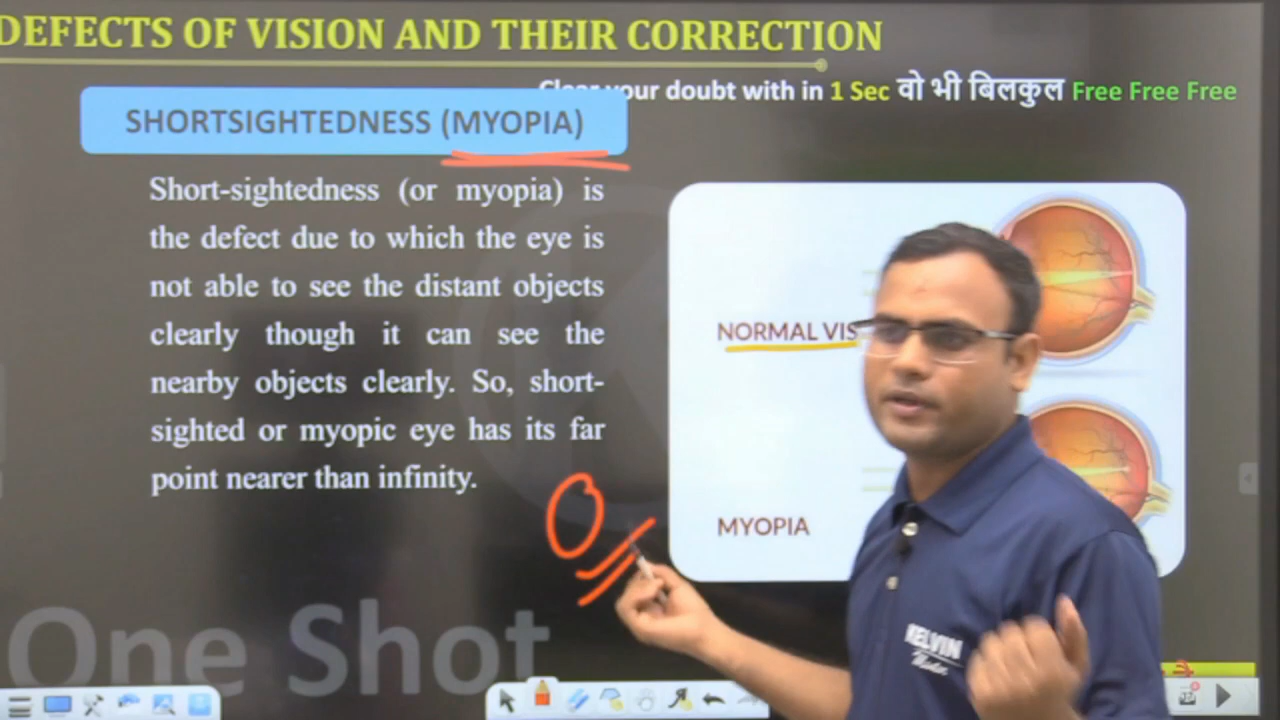 DEFECTS OF VISION AND THEIR CORRECTION
Clear your doubt with in 1 Sec वो भी बिलकुल Free Free Free
SHORTSIGHTEDNESS (MYOPIA)
Short-sightedness (or myopia) is
the defect due to which the eye is
not able to see the distant objects
clearly though it can see the
nearby objects clearly. So, short-
sighted or myopic eye has its far
point nearer than infinity.
NORMAL VIS
MYOPIA
One Shot
KELVIN